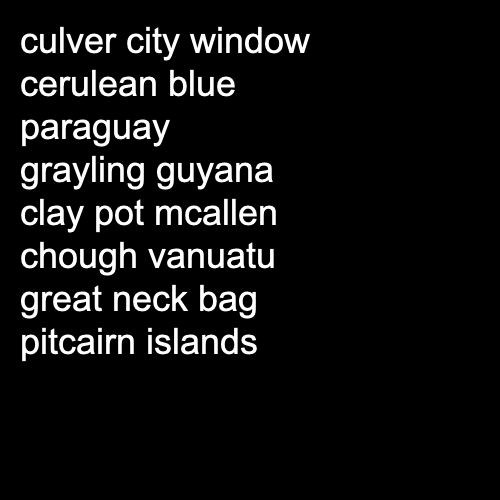 culver city window
cerulean blue
paraguay
grayling guyana
clay pot mcallen
chough vanuatu
great neck bag
pitcairn islands